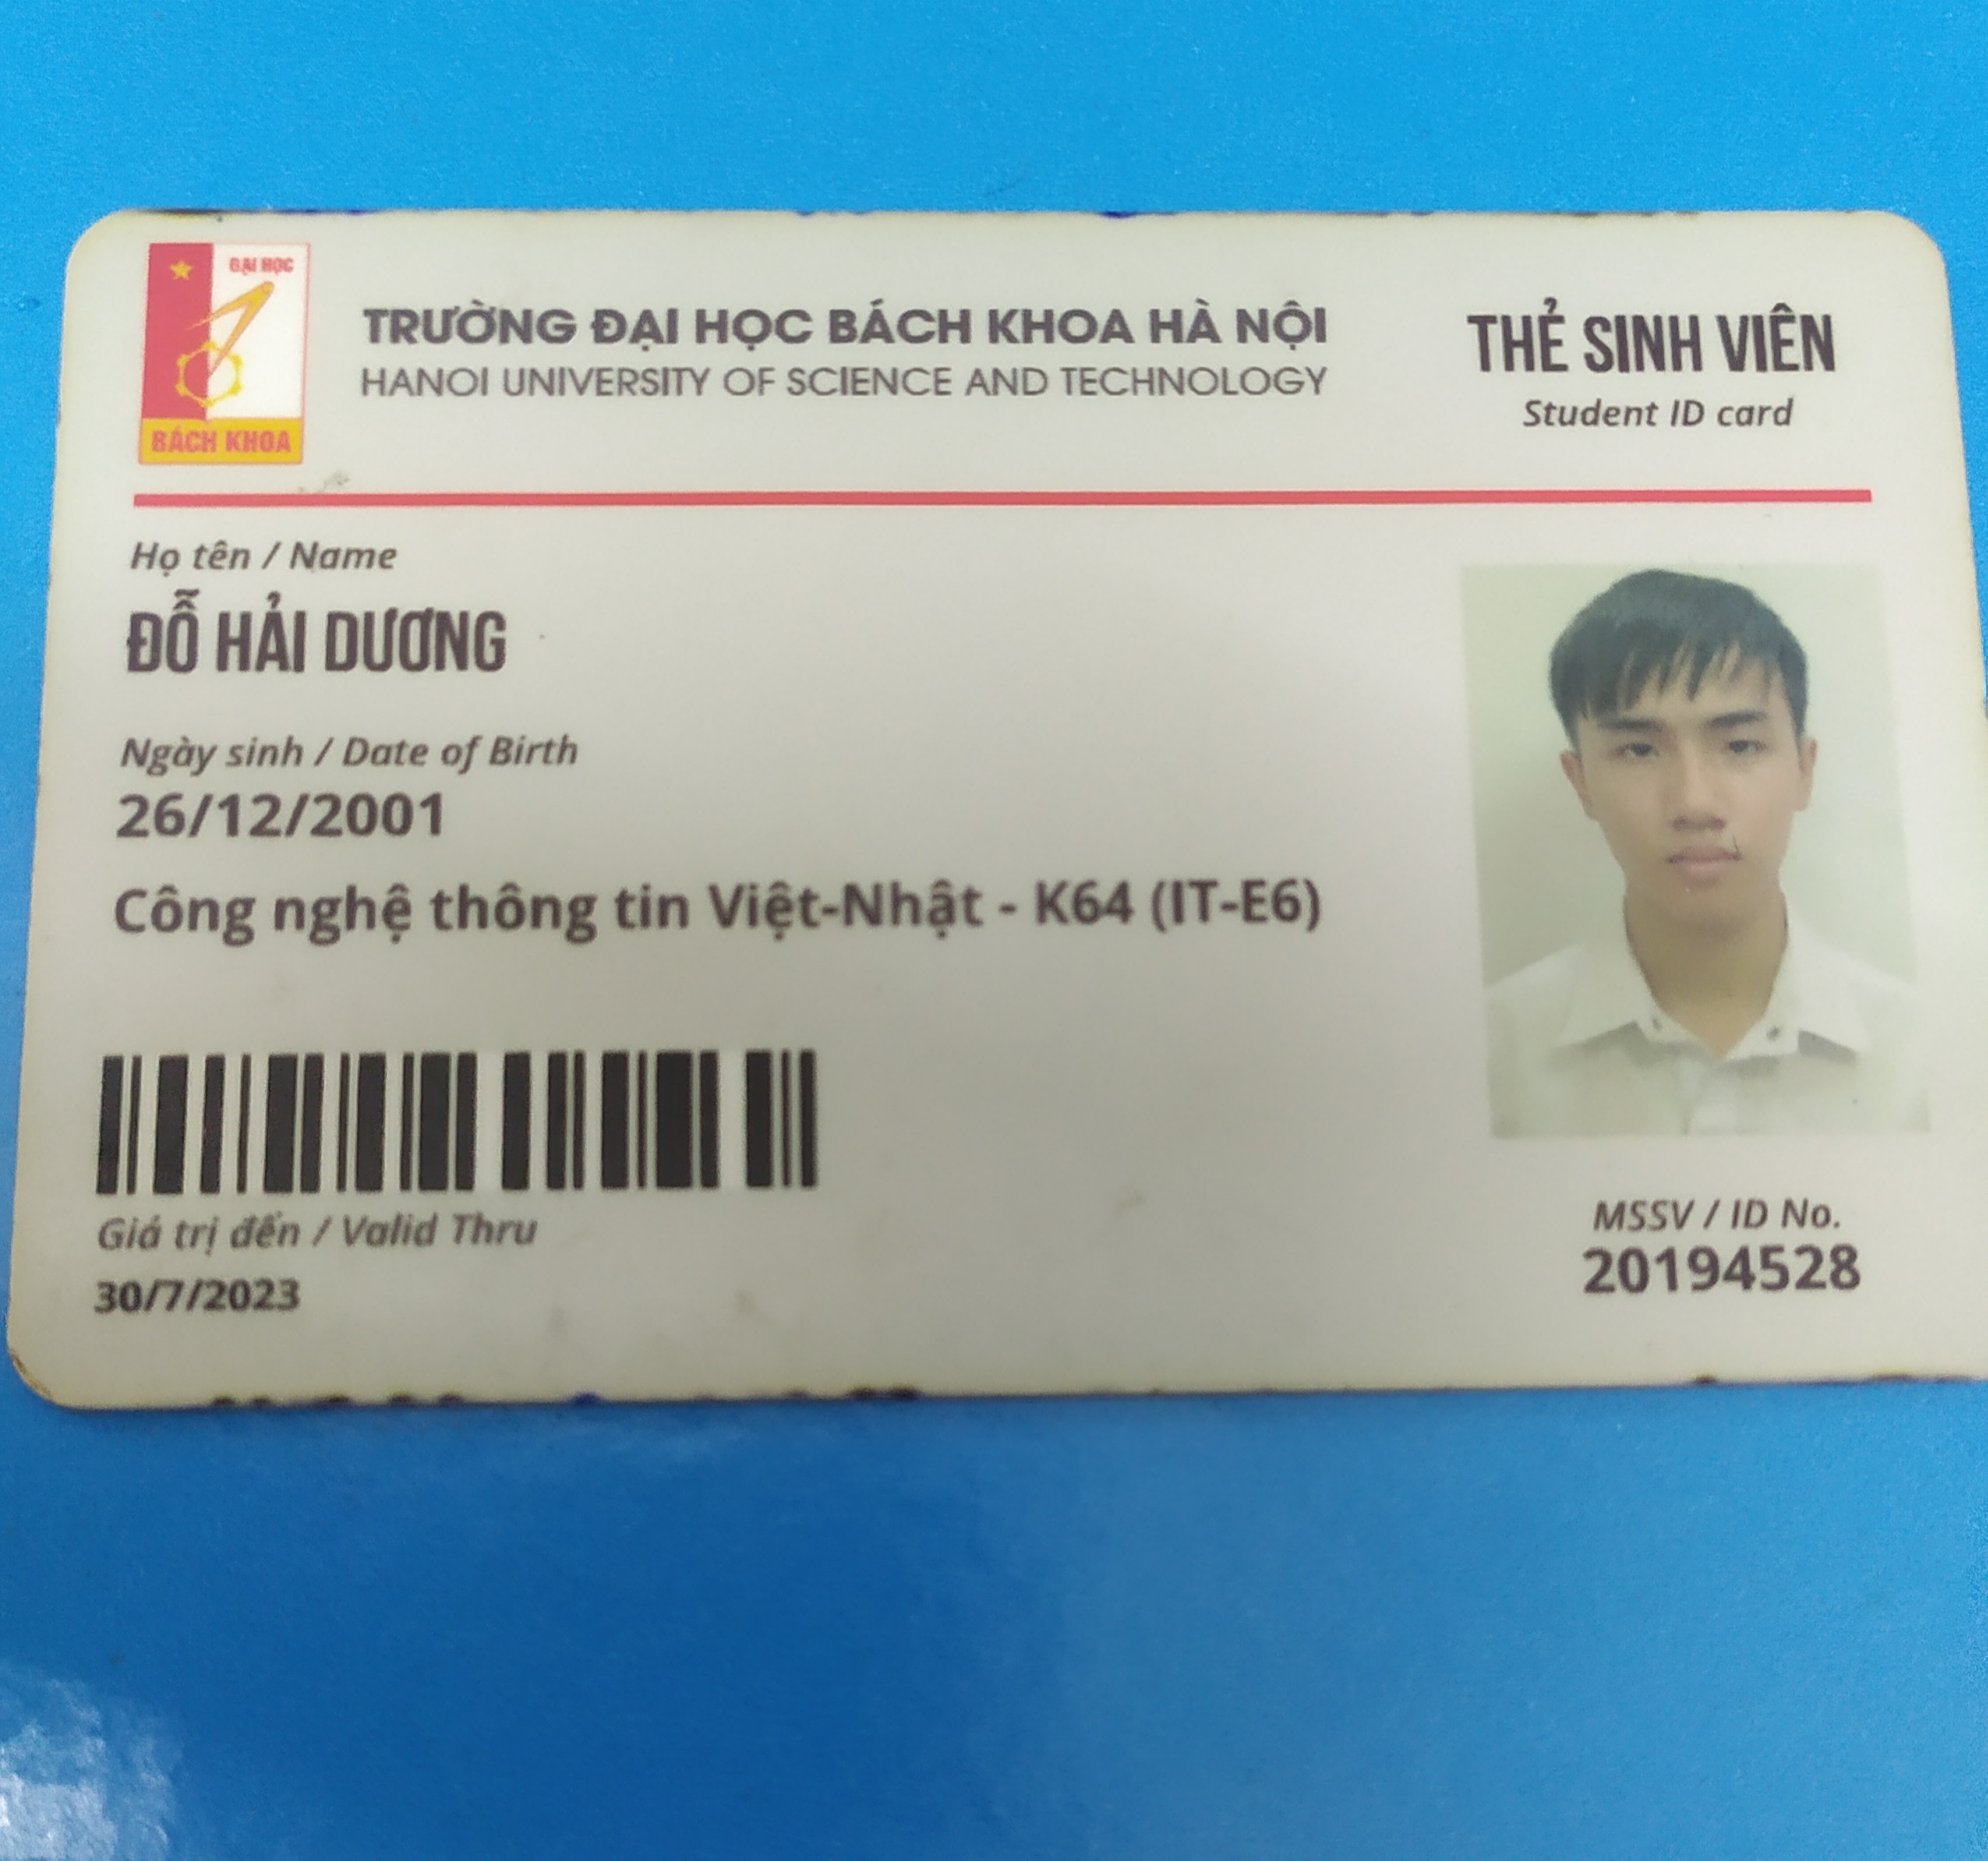 ĐẠI HỌC
BÁCH KHOA
TRƯỜNG ĐẠI HỌC BÁCH KHOA HÀ NỘI
HANOI UNIVERSITY OF SCIENCE AND TECHNOLOGY
THẺ SINH VIÊN
Student ID card
Họ tên / Name
ĐỖ HẢI DƯƠNG
Ngày sinh / Date of Birth
26/12/2001
Công nghệ thông tin Việt-Nhật - K64 (IT-E6)
Giá trị đến / Valid Thru
30/7/2023
MSSV / ID No.
20194528